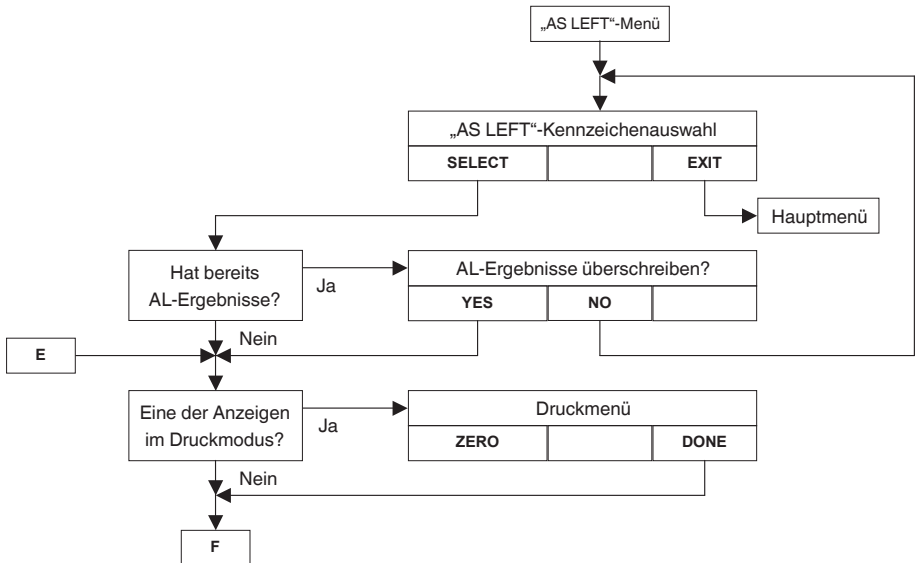 „AS LEFT“-Menü
„AS LEFT“-Kennzeichenauswahl
SELECT EXIT
Hauptmenü
Hat bereits
AL-Ergebnisse?
Ja
AL-Ergebnisse überschreiben?
YES NO
Nein
E
Eine der Anzeigen
im Druckmodus?
Ja
Druckmenü
ZERO DONE
Nein
F